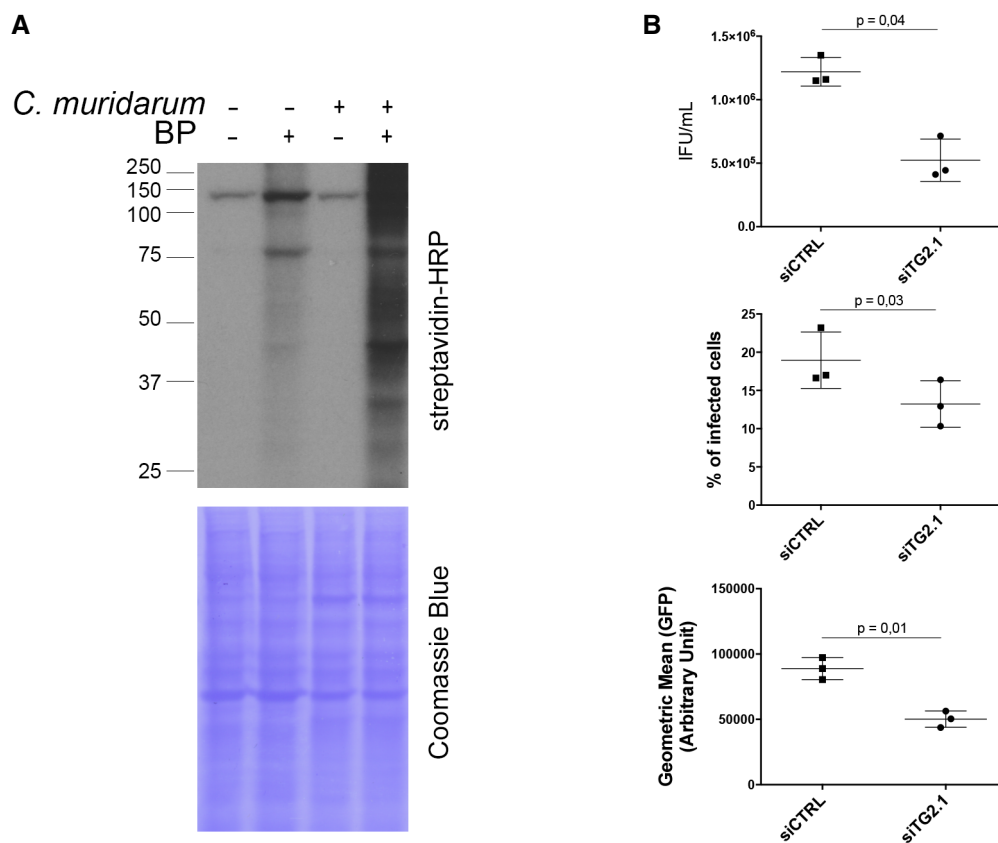 A
C. muridarum - - + +
BP - + - +
250
150
100
75
50
37
25
streptavidin-HRP
Coomassie Blue
B
p = 0,04
1.5×10⁶
1.0×10⁶
5.0×10⁵
0.0
IFU/mL
siCTRL
siTG2.1
p = 0,03
25
20
15
10
5
0
% of infected cells
siCTRL
siTG2.1
p = 0,01
150000
100000
50000
0
Geometric Mean (GFP)
(Arbitrary Unit)
siCTRL
siTG2.1